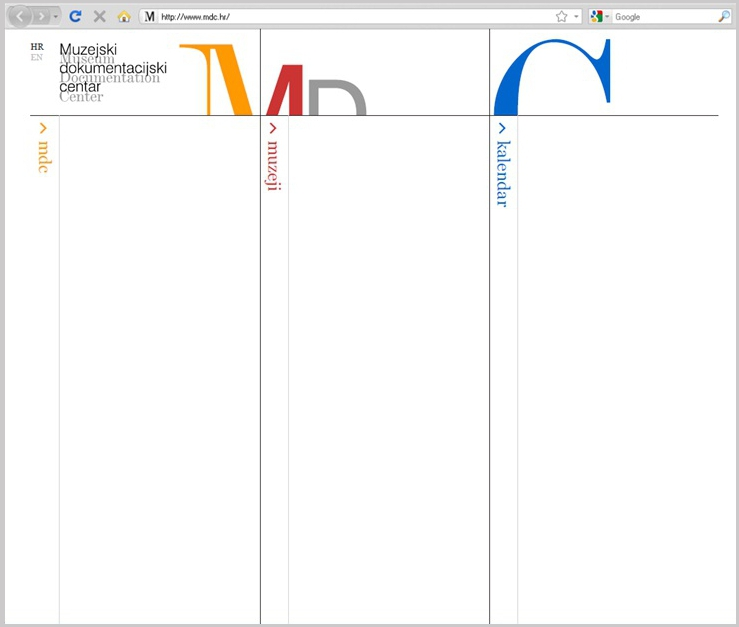 http://www.mdc.hr/
Google
HR
EN
Muzejski
dokumentacijski
centar
Museum
Documentation
Center
M
M
D
C
mdc
muzeji
kalendar